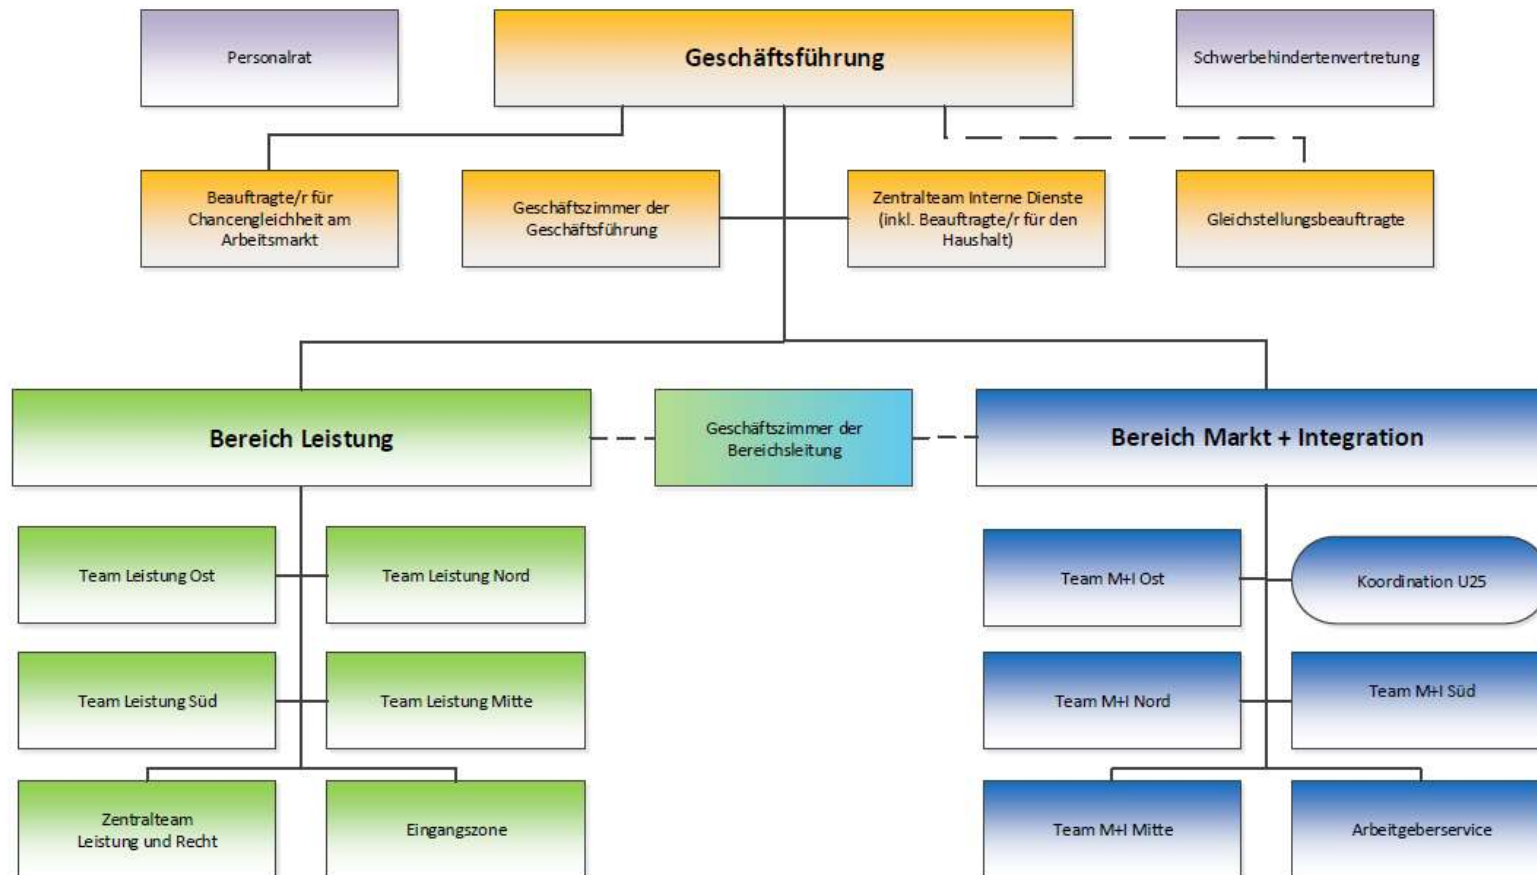 Personalrat
Geschäftsführung
Schwerbehindertenvertretung
Beauftragte/r für
Chancengleichheit am
Arbeitsmarkt
Geschäftszimmer der
Geschäftsführung
Zentralteam Interne Dienste
(inkl. Beauftragte/r für den
Haushalt)
Gleichstellungsbeauftragte
Bereich Leistung
Geschäftszimmer der
Bereichsleitung
Bereich Markt + Integration
Team Leistung Ost
Team Leistung Nord
Team M+I Ost
Koordination U25
Team Leistung Süd
Team Leistung Mitte
Team M+I Nord
Team M+I Süd
Zentralteam
Leistung und Recht
Eingangszone
Team M+I Mitte
Arbeitgeberservice